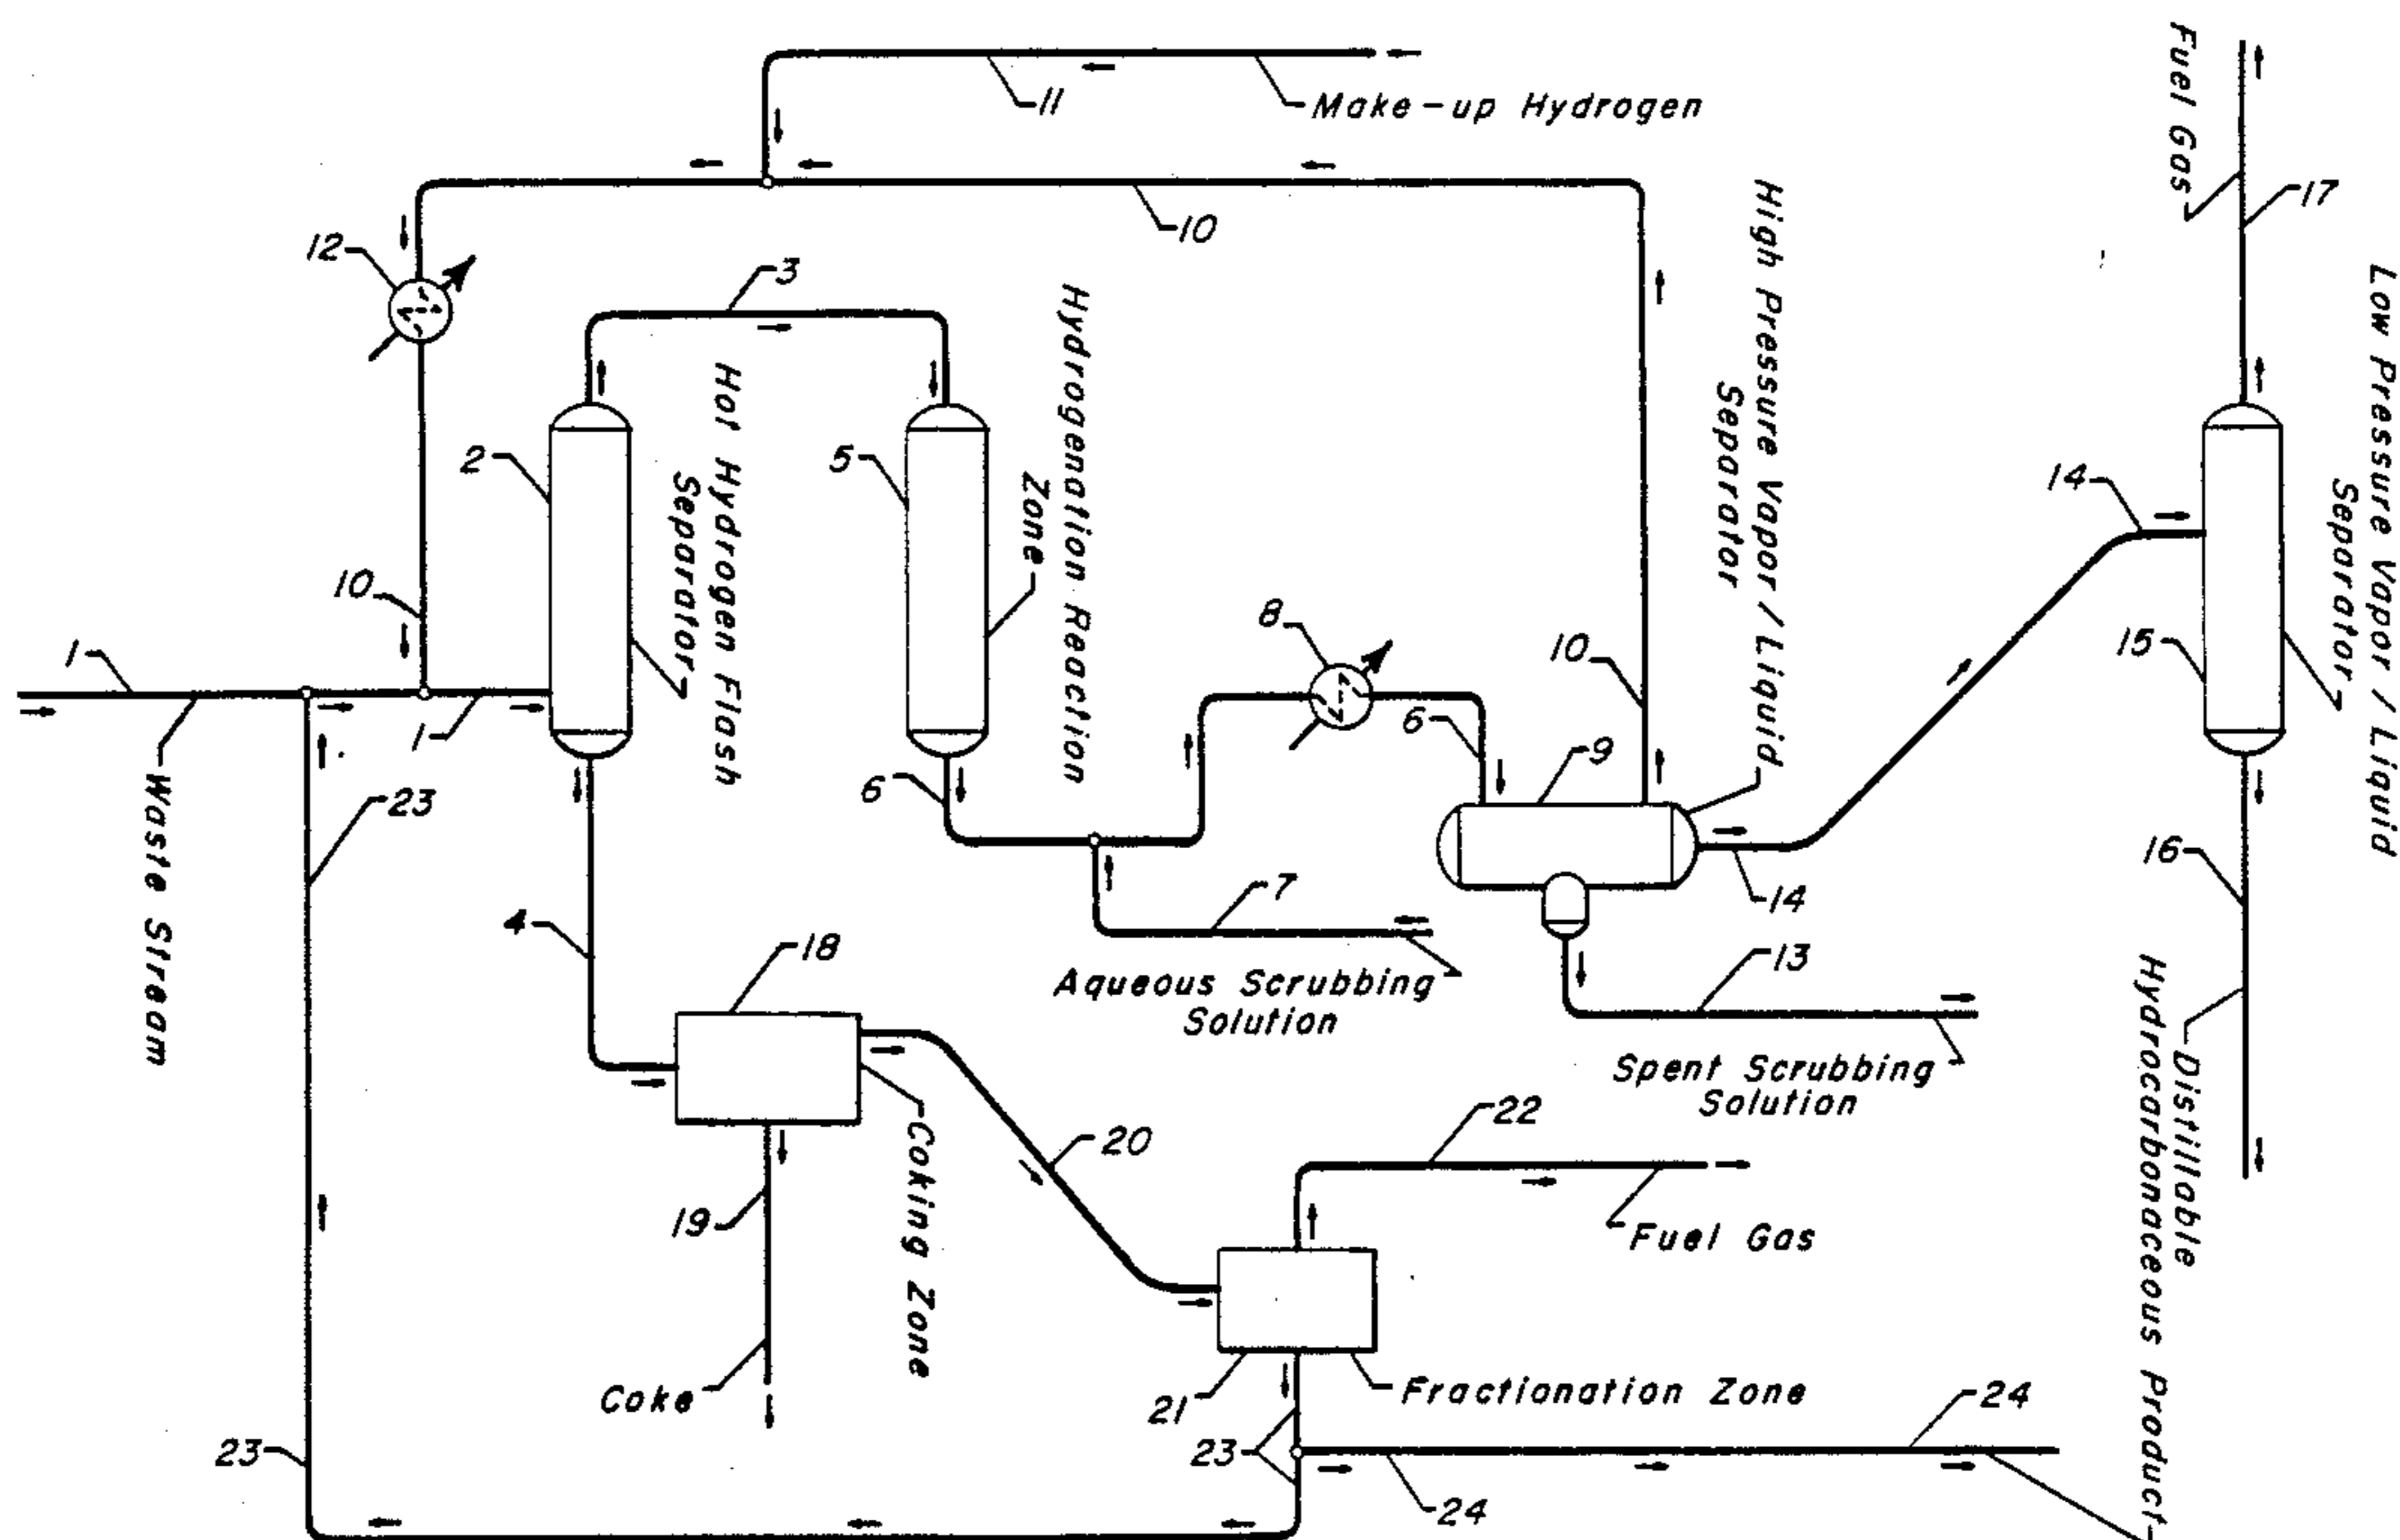 11
Make-up Hydrogen
Fuel Gas
17
10
12
3
High Pressure Vapor / Liquid
Separator
Low Pressure Vapor / Liquid
Separator
Hydrogenation Reaction
Zone
Hot Hydrogen Flash
Separator
2
5
14
10
8
10
15
1
1
6
9
6
23
16
14
7
Waste Stream
4
18
13
Aqueous Scrubbing
Solution
Spent Scrubbing
Solution
Distillable
Hydrocarbonaceous Product
22
20
Coking Zone
19
Fuel Gas
Coke
21
Fractionation Zone
24
23
23
24